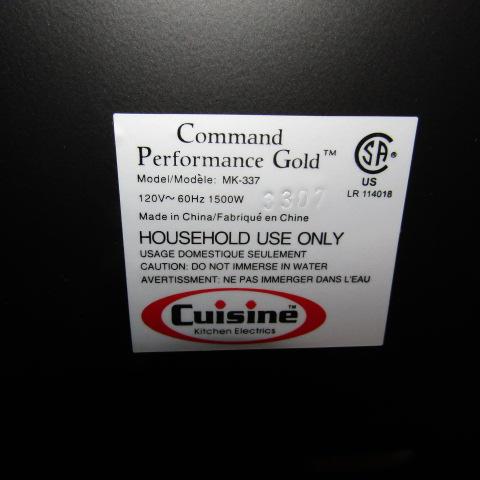 Command
Performance Gold™
Model/Modèle: MK-337
120V~ 60Hz 1500W 3307
Made in China/Fabriqué en Chine
HOUSEHOLD USE ONLY
USAGE DOMESTIQUE SEULEMENT
CAUTION: DO NOT IMMERSE IN WATER
AVERTISSMENT: NE PAS IMMERGER DANS L'EAU
Cuisine™
Kitchen Electrics
SA®
US
LR 114018